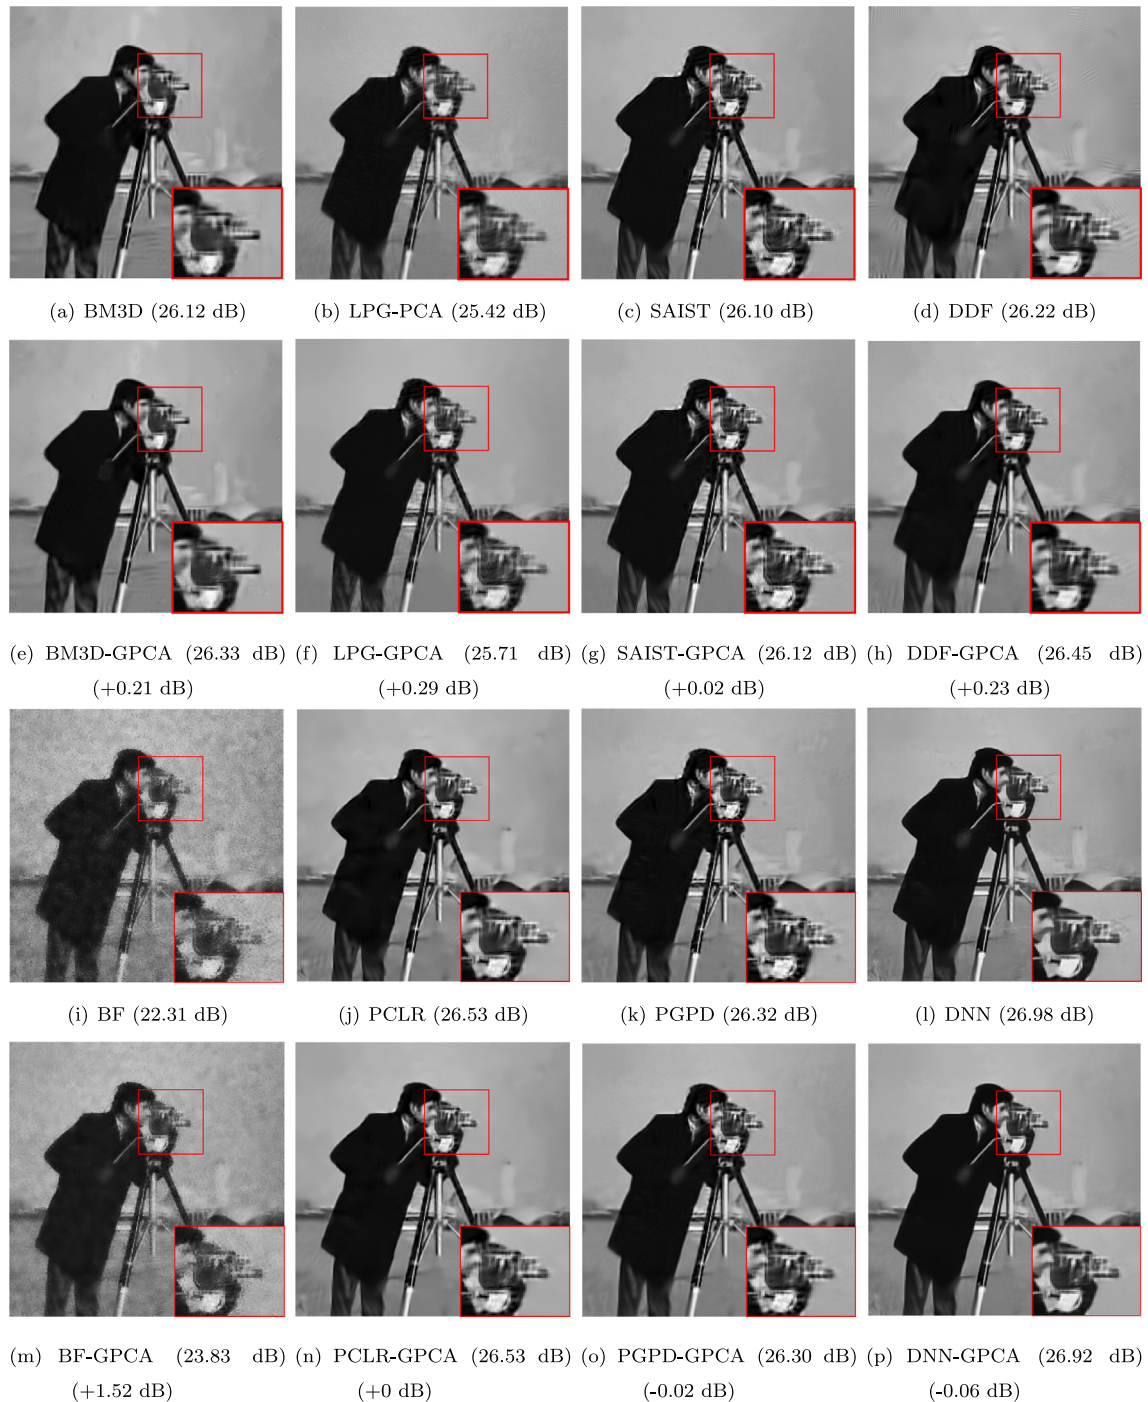 (a) BM3D (26.12 dB)
(b) LPG-PCA (25.42 dB)
(c) SAIST (26.10 dB)
(d) DDF (26.22 dB)
(e) BM3D-GPCA (26.33 dB)
(+0.21 dB)
(f) LPG-GPCA (25.71 dB)
(+0.29 dB)
(g) SAIST-GPCA (26.12 dB)
(+0.02 dB)
(h) DDF-GPCA (26.45 dB)
(+0.23 dB)
(i) BF (22.31 dB)
(j) PCLR (26.53 dB)
(k) PGPD (26.32 dB)
(l) DNN (26.98 dB)
(m) BF-GPCA (23.83 dB)
(+1.52 dB)
(n) PCLR-GPCA (26.53 dB)
(+0 dB)
(o) PGPD-GPCA (26.30 dB)
(-0.02 dB)
(p) DNN-GPCA (26.92 dB)
(-0.06 dB)